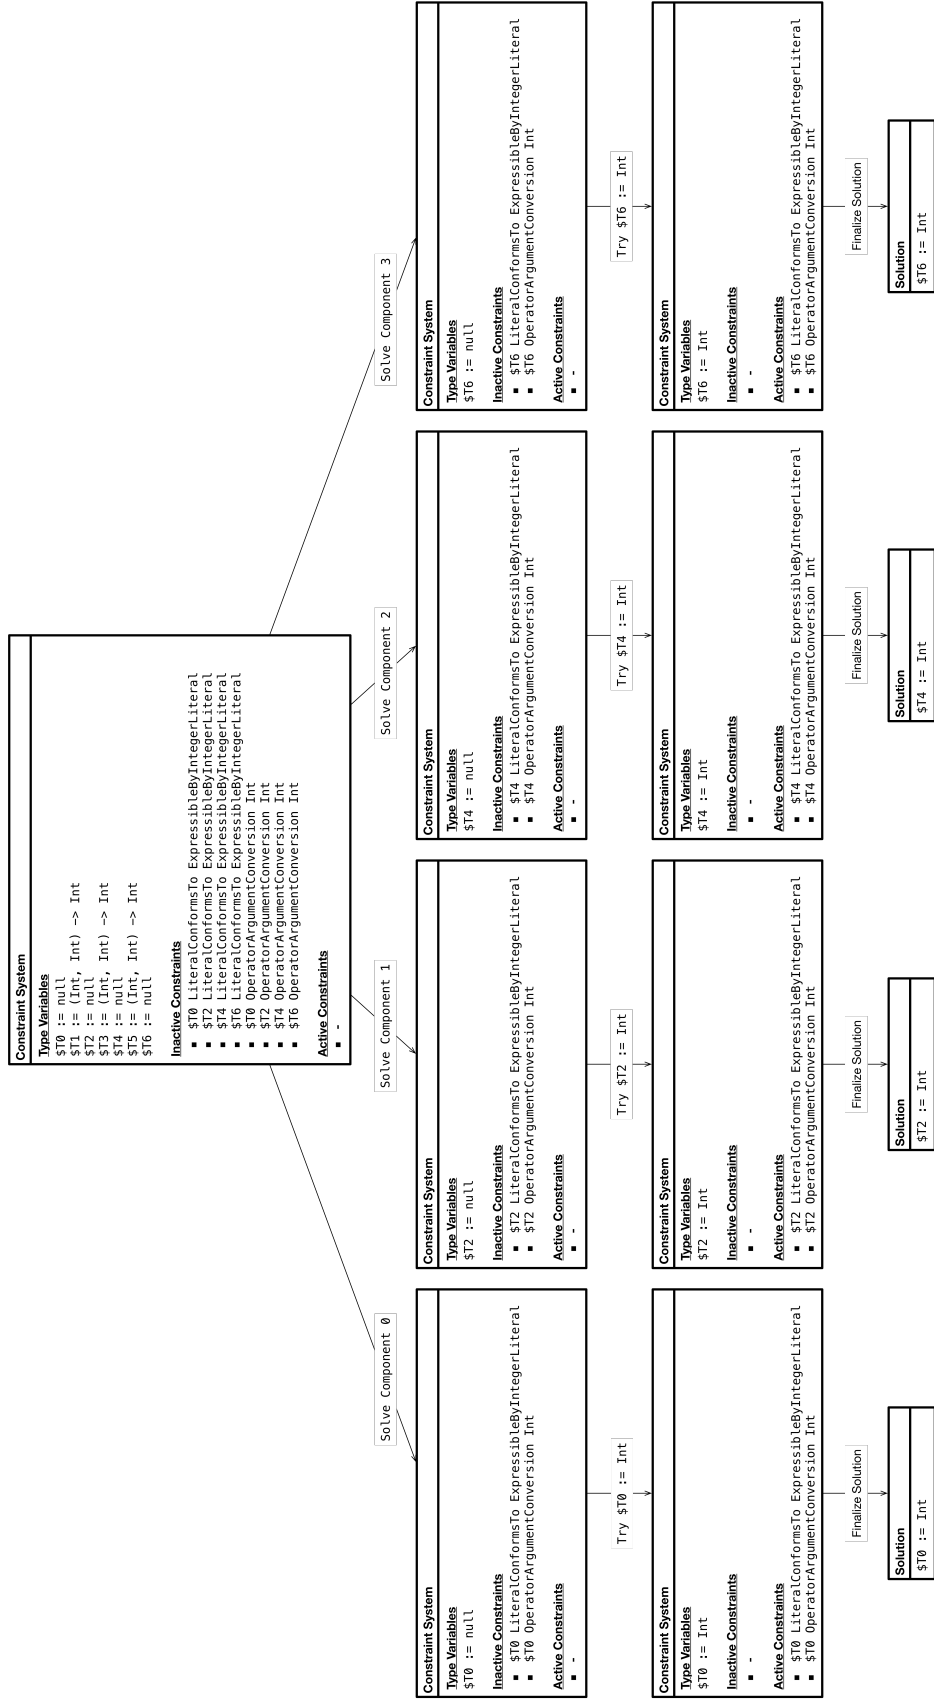 Constraint System
Type Variables
$T0 := null
$T1 := (Int, Int) -> Int
$T2 := null
$T3 := (Int, Int) -> Int
$T4 := null
$T5 := (Int, Int) -> Int
$T6 := null
Inactive Constraints
▪ $T0 LiteralConformsTo ExpressibleByIntegerLiteral
▪ $T2 LiteralConformsTo ExpressibleByIntegerLiteral
▪ $T4 LiteralConformsTo ExpressibleByIntegerLiteral
▪ $T6 LiteralConformsTo ExpressibleByIntegerLiteral
▪ $T0 OperatorArgumentConversion Int
▪ $T2 OperatorArgumentConversion Int
▪ $T4 OperatorArgumentConversion Int
▪ $T6 OperatorArgumentConversion Int
Active Constraints
▪ -
Solve Component 0
Solve Component 1
Solve Component 2
Solve Component 3
Constraint System
Type Variables
$T0 := null
Inactive Constraints
▪ $T0 LiteralConformsTo ExpressibleByIntegerLiteral
▪ $T0 OperatorArgumentConversion Int
Active Constraints
▪ -
Constraint System
Type Variables
$T2 := null
Inactive Constraints
▪ $T2 LiteralConformsTo ExpressibleByIntegerLiteral
▪ $T2 OperatorArgumentConversion Int
Active Constraints
▪ -
Constraint System
Type Variables
$T4 := null
Inactive Constraints
▪ $T4 LiteralConformsTo ExpressibleByIntegerLiteral
▪ $T4 OperatorArgumentConversion Int
Active Constraints
▪ -
Constraint System
Type Variables
$T6 := null
Inactive Constraints
▪ $T6 LiteralConformsTo ExpressibleByIntegerLiteral
▪ $T6 OperatorArgumentConversion Int
Active Constraints
▪ -
Try $T0 := Int
Try $T2 := Int
Try $T4 := Int
Try $T6 := Int
Constraint System
Type Variables
$T0 := Int
Inactive Constraints
▪ -
Active Constraints
▪ $T0 LiteralConformsTo ExpressibleByIntegerLiteral
▪ $T0 OperatorArgumentConversion Int
Constraint System
Type Variables
$T2 := Int
Inactive Constraints
▪ -
Active Constraints
▪ $T2 LiteralConformsTo ExpressibleByIntegerLiteral
▪ $T2 OperatorArgumentConversion Int
Constraint System
Type Variables
$T4 := Int
Inactive Constraints
▪ -
Active Constraints
▪ $T4 LiteralConformsTo ExpressibleByIntegerLiteral
▪ $T4 OperatorArgumentConversion Int
Constraint System
Type Variables
$T6 := Int
Inactive Constraints
▪ -
Active Constraints
▪ $T6 LiteralConformsTo ExpressibleByIntegerLiteral
▪ $T6 OperatorArgumentConversion Int
Finalize Solution
Finalize Solution
Finalize Solution
Finalize Solution
Solution
$T0 := Int
Solution
$T2 := Int
Solution
$T4 := Int
Solution
$T6 := Int